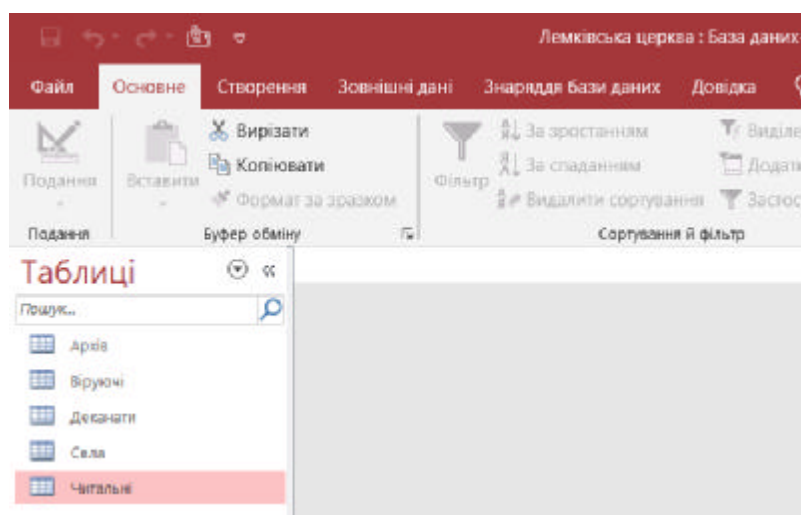 Лемківська церква : База даних
Файл Основне Створення Зовнішні дані Знаряддя бази даних Довідка
Подання
Вставити
Вирізати
Копіювати
Формат за зразком
Фільтр
За зростанням
За спаданням
Видалити сортування
Подання Буфер обміну Сортування й фільтр
Таблиці
Пошук...
Архів
Віруючі
Деканати
Села
Читальні